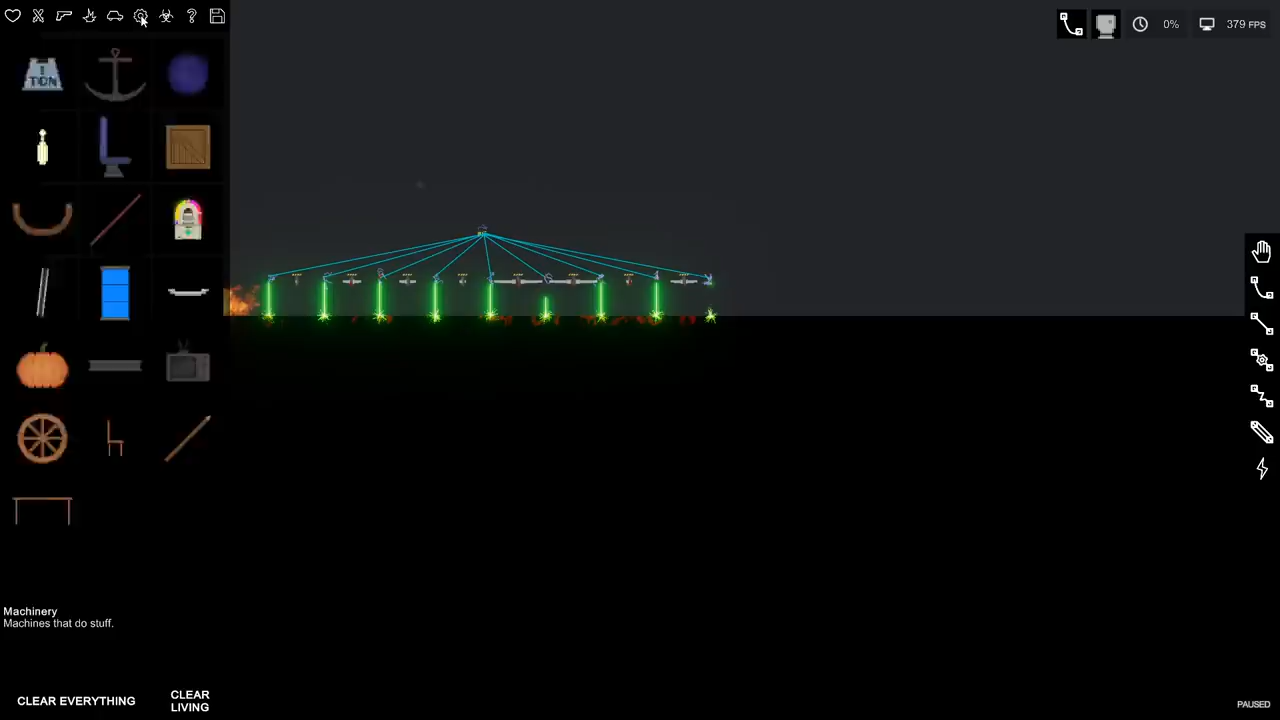 0%
379 FPS
1
TON
Machinery
Machines that do stuff.
CLEAR EVERYTHING
CLEAR
LIVING
PAUSED